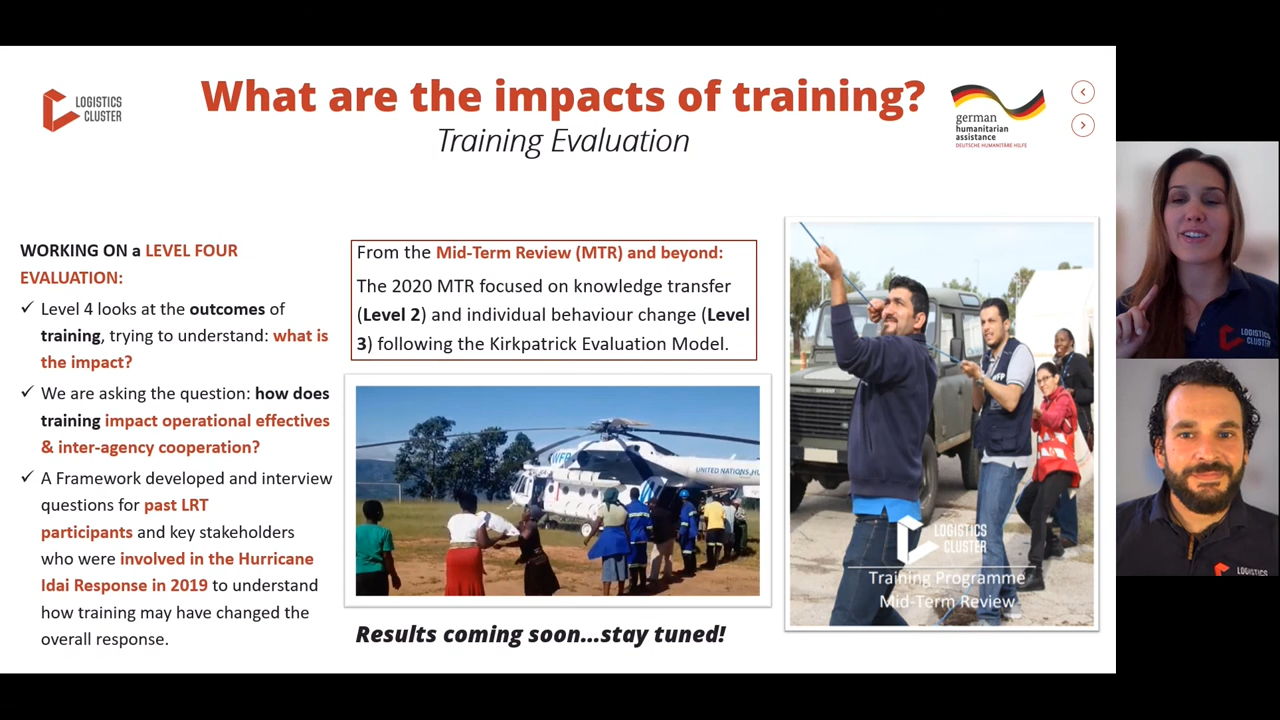 LOGISTICS
CLUSTER
What are the impacts of training?
Training Evaluation
german
humanitarian
assistance
DEUTSCHE HUMANITÄRE HILFE
WORKING ON a LEVEL FOUR
EVALUATION:
✓ Level 4 looks at the outcomes of
training, trying to understand: what is
the impact?
✓ We are asking the question: how does
training impact operational effectives
& inter-agency cooperation?
✓ A Framework developed and interview
questions for past LRT
participants and key stakeholders
who were involved in the Hurricane
Idai Response in 2019 to understand
how training may have changed the
overall response.
From the Mid-Term Review (MTR) and beyond:
The 2020 MTR focused on knowledge transfer
(Level 2) and individual behaviour change (Level
3) following the Kirkpatrick Evaluation Model.
WFP
UNITED NATIONS
Results coming soon...stay tuned!
WFP
LOGISTICS
CLUSTER
Training Programme
Mid-Term Review
LOGISTICS
CLUSTER
LOGISTICS